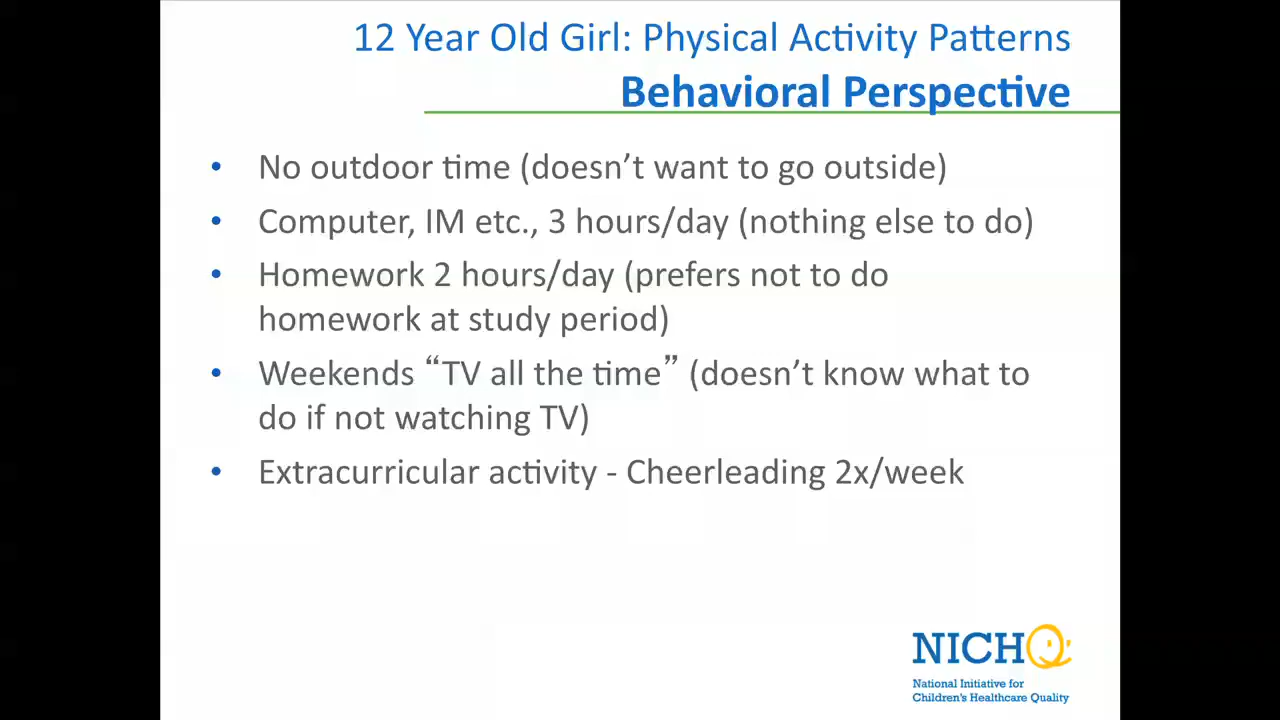 12 Year Old Girl: Physical Activity Patterns
Behavioral Perspective
• No outdoor time (doesn’t want to go outside)
• Computer, IM etc., 3 hours/day (nothing else to do)
• Homework 2 hours/day (prefers not to do
homework at study period)
• Weekends “TV all the time” (doesn’t know what to
do if not watching TV)
• Extracurricular activity - Cheerleading 2x/week
NICHQ
National Initiative for
Children's Healthcare Quality